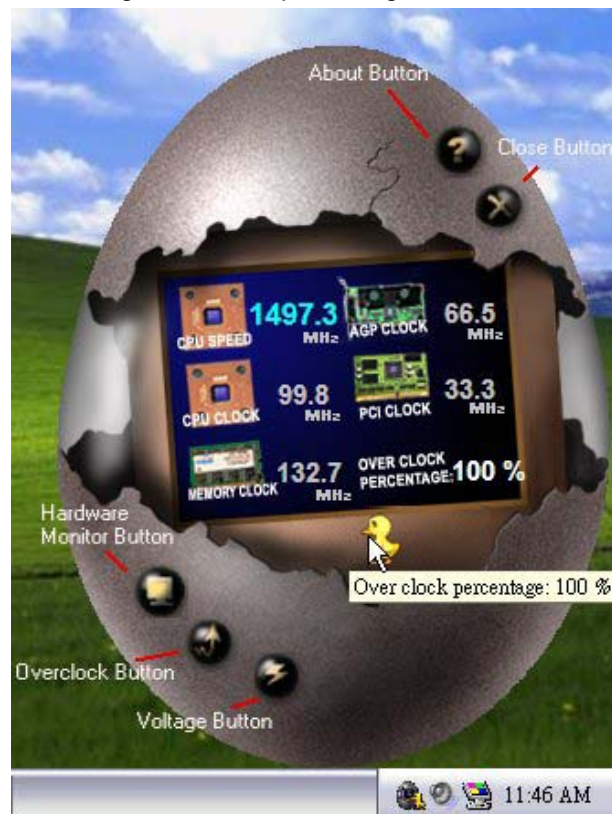 About Button
Close Button
CPU SPEED 1497.3 MHz AGP CLOCK 66.5 MHz
CPU CLOCK 99.8 MHz PCI CLOCK 33.3 MHz
MEMORY CLOCK 132.7 MHz OVER CLOCK PERCENTAGE: 100 %
Hardware
Monitor Button
Over clock percentage: 100 %
Overclock Button
Voltage Button
11:46 AM